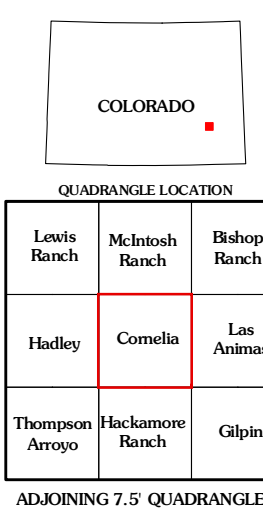 COLORADO
QUADRANGLE LOCATION
Lewis
Ranch
McIntosh
Ranch
Bishop
Ranch
Hadley
Cornelia
Las
Animas
Thompson
Arroyo
Hackamore
Ranch
Gilpin
ADJOINING 7.5' QUADRANGLE